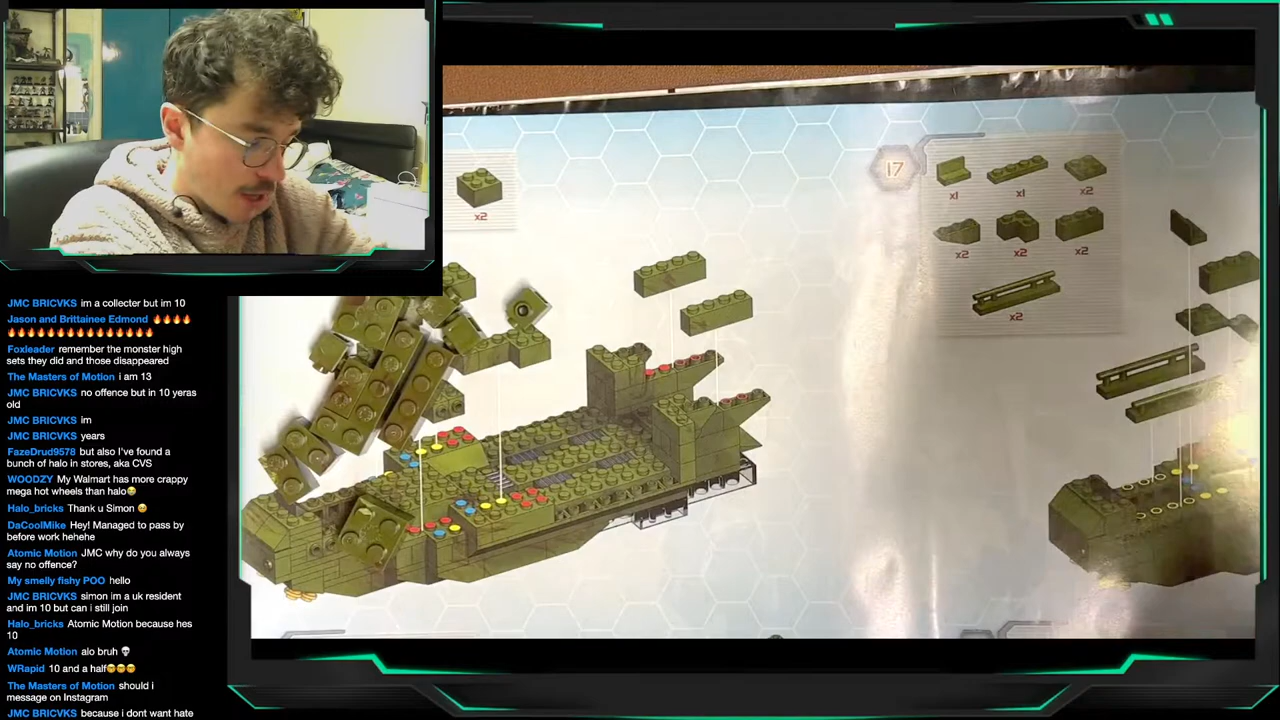 x2
17
x1
x1
x2
x2
x2
x2
x2
JMC BRICVKS im a collecter but im 10
Jason and Brittainee Edmond 🔥🔥🔥🔥
🔥🔥🔥🔥🔥🔥🔥🔥🔥🔥🔥🔥🔥🔥🔥
Foxleader remember the monster high
sets they did and those disappeared
The Masters of Motion i am 13
JMC BRICVKS no offence but in 10 yeras
old
JMC BRICVKS im
JMC BRICVKS years
FazeDrud9578 but also I've found a
bunch of halo in stores, aka CVS
WOODZY My Walmart has more crappy
mega hot wheels than halo😢
Halo_bricks Thank u Simon 🥹
DaCoolMike Hey! Managed to pass by
before work hehehe
Atomic Motion JMC why do you always
say no offence?
My smelly fishy POO hello
JMC BRICVKS simon im a uk resident
and im 10 but can i still join
Halo_bricks Atomic Motion because hes
10
Atomic Motion alo bruh 💀
WRapid 10 and a half🤓🤓🤓
The Masters of Motion should i
message on Instagram
JMC BRICVKS because i dont want hate